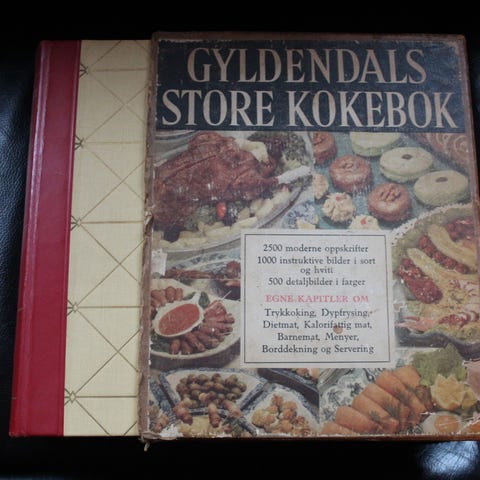 GYLDENDALS
STORE KOKEBOK
2500 moderne oppskrifter
1000 instruktive bilder i sort
og hvitt
500 detaljbilder i farger
EGNE KAPITLER OM
Trykkoking, Dypfrysing,
Dietmat, Kalorifattig mat,
Barnemat, Menyer,
Borddekning og Servering